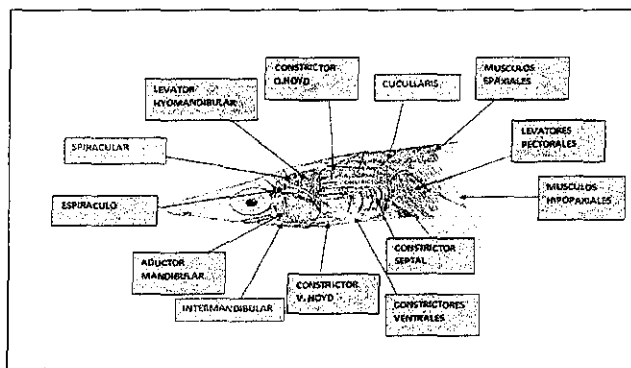 CONSTRICTOR
D.HOYD
MUSCULOS
EPAXIALES
LEVATOR
HYOMANDIBULAR
CUCULLARIS
LEVATORES
PECTORALES
SPIRACULAR
MUSCULOS
HYPOPAXIALES
ESPIRACULO
CONSTRICTOR
SEPTAL
ADUCTOR
MANDIBULAR
CONSTRICTOR
V. HOYD
INTERMANDIBULAR
CONSTRICTORES
VENTRALES